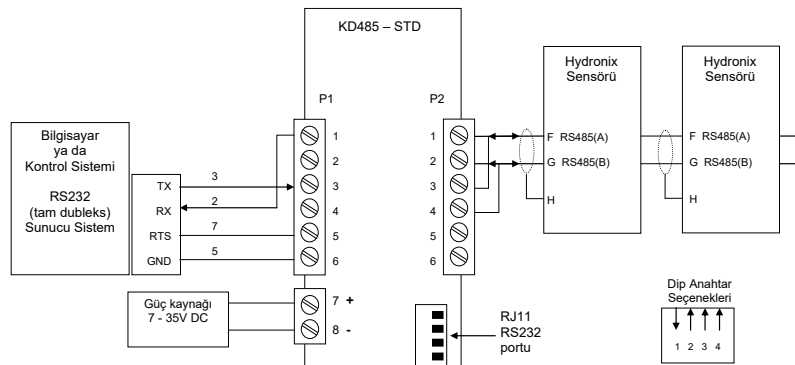 KD485 – STD
P1
P2
1
2
3
4
5
6
7 +
8 -
1
2
3
4
5
6
Bilgisayar
ya da
Kontrol Sistemi
RS232
(tam dubleks)
Sunucu Sistem
TX
RX
RTS
GND
3
2
7
5
Güç kaynağı
7 - 35V DC
RJ11
RS232
portu
Hydronix
Sensörü
F RS485(A)
G RS485(B)
H
Hydronix
Sensörü
F RS485(A)
G RS485(B)
H
Dip Anahtar
Seçenekleri
1 2 3 4